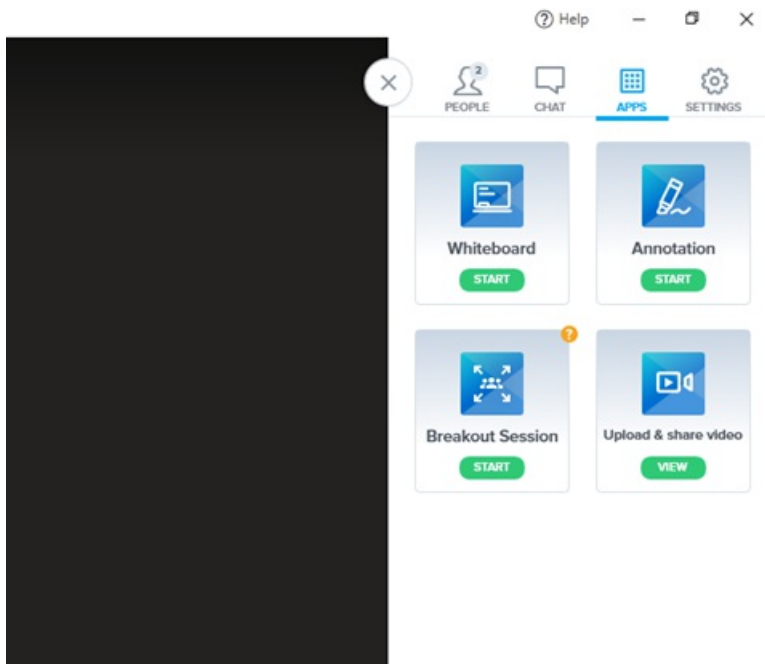 Help
2
PEOPLE
CHAT
APPS
SETTINGS
Whiteboard
START
Annotation
START
?
Breakout Session
START
Upload & share video
VIEW